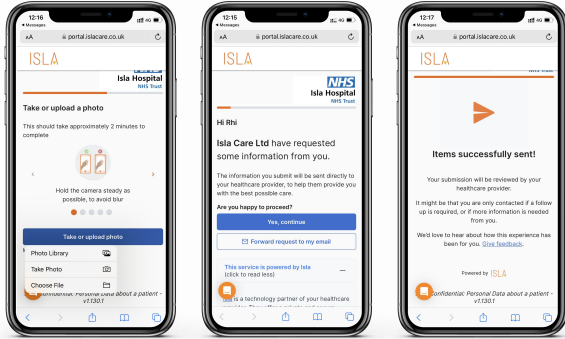 12:16
4G
Messages
AA
portal.islacare.co.uk
ISLA
Isla Hospital
NHS Trust
Take or upload a photo
This should take approximately 2 minutes to
complete
Hold the camera steady as
possible, to avoid blur
Take or upload photo
Photo Library
Take Photo
Choose File
Confidential: Personal Data about a patient -
v1.130.1
12:15
4G
Messages
AA
portal.islacare.co.uk
ISLA
NHS
Isla Hospital
NHS Trust
Hi Rhi
Isla Care Ltd have requested
some information from you.
The information you submit will be sent directly to
your healthcare provider, to help them provide you
with the best possible care.
Are you happy to proceed?
Yes, continue
Forward request to my email
This service is powered by Isla
(click to read less)
Isla is a technology partner of your healthcare
12:17
4G
Messages
AA
portal.islacare.co.uk
ISLA
NHS Trust
Items successfully sent!
Your submission will be reviewed by your
healthcare provider.
It might be that you are only contacted if a follow
up is required, or if more information is needed
from you.
We'd love to hear about how this experience has
been for you. Give feedback.
Powered by ISLA
Confidential: Personal Data about a patient -
v1.130.1